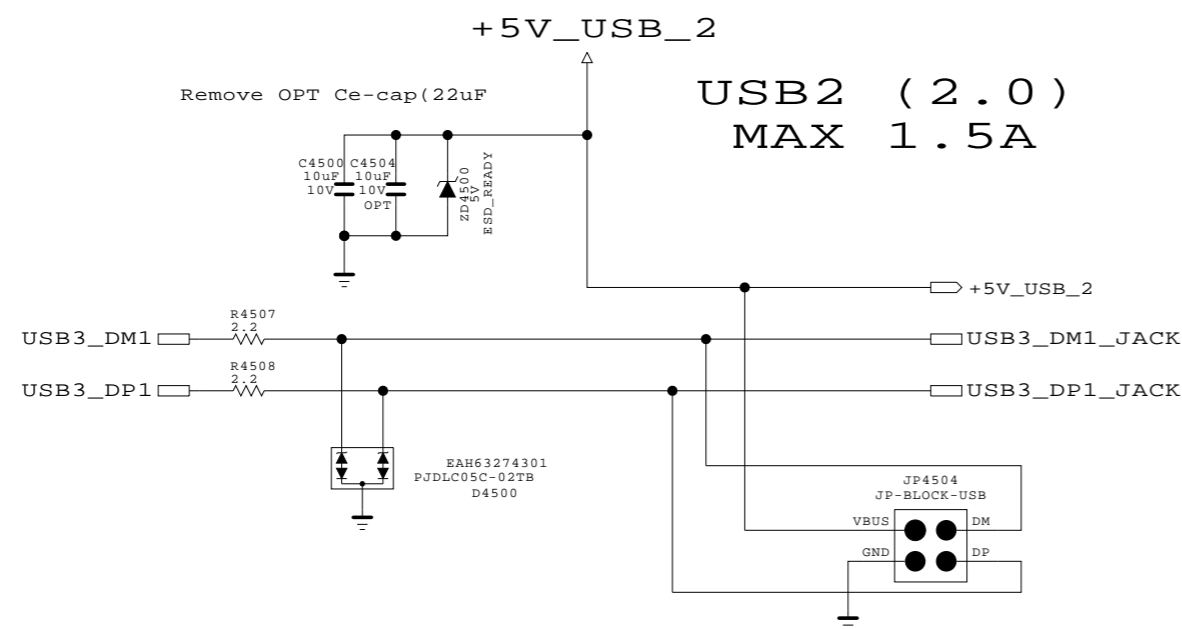 +5V_USB_2
Remove OPT Ce-cap(22uF
USB2 (2.0)
MAX 1.5A
C4500
10uF
10V
C4504
10uF
10V
OPT
ZD4500
5V
ESD_READY
+5V_USB_2
R4507
2.2
USB3_DM1
USB3_DM1_JACK
R4508
2.2
USB3_DP1
USB3_DP1_JACK
EAH63274301
PJDLC05C-02TB
D4500
JP4504
JP-BLOCK-USB
VBUS
DM
GND
DP